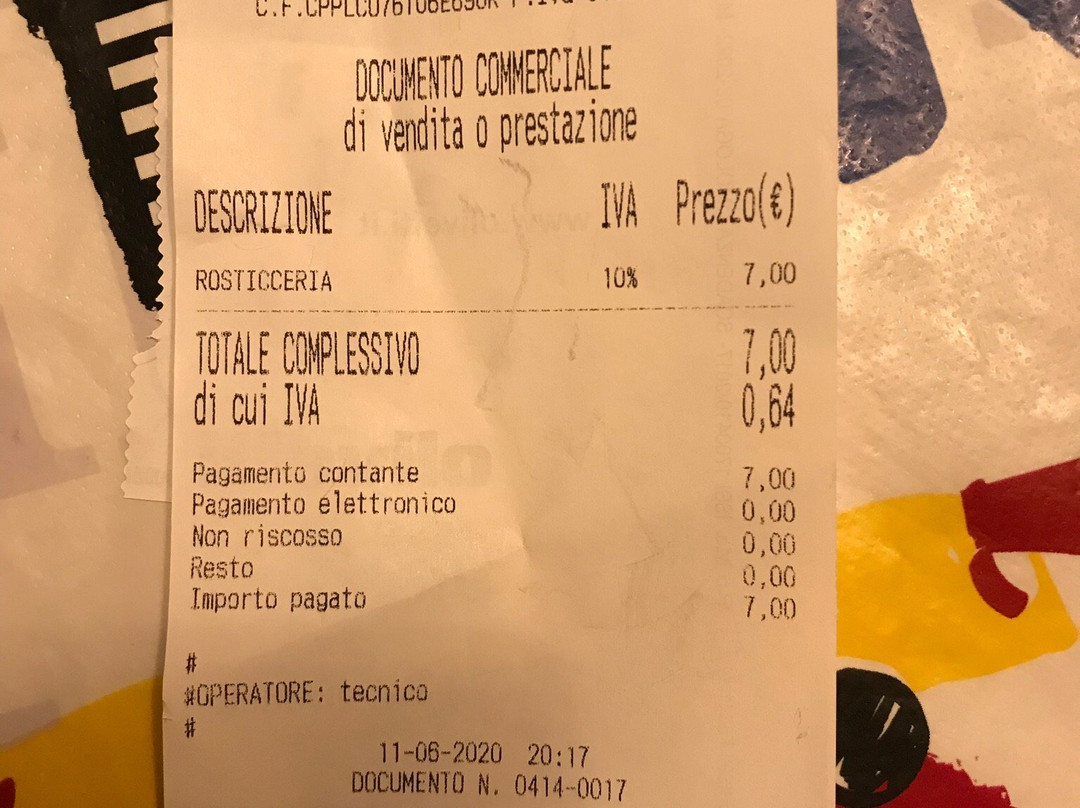 DOCUMENTO COMMERCIALE
di vendita o prestazione
DESCRIZIONE IVA Prezzo(€)
ROSTICCERIA 10% 7,00
TOTALE COMPLESSIVO 7,00
di cui IVA 0,64
Pagamento contante 7,00
Pagamento elettronico 0,00
Non riscosso 0,00
Resto 0,00
Importo pagato 7,00
#
#OPERATORE: tecnico
#
11-06-2020 20:17
DOCUMENTO N. 0414-0017